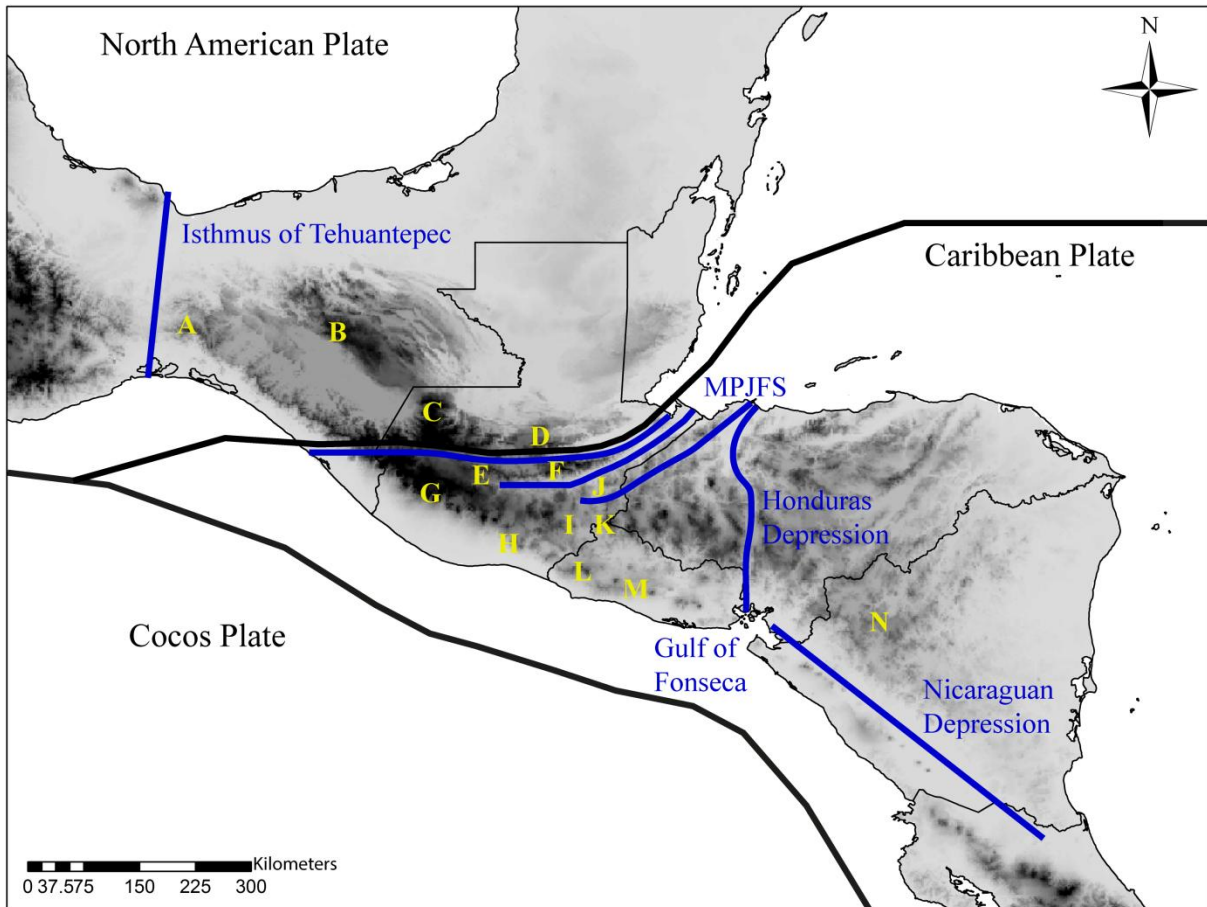 North American Plate
N
Isthmus of Tehuantepec
Caribbean Plate
A
B
MPJFS
C
D
E
F
G
J
Honduras
Depression
I
K
H
L
M
N
Cocos Plate
Gulf of
Fonseca
Nicaraguan
Depression
Kilometers
0 37.575 150 225 300